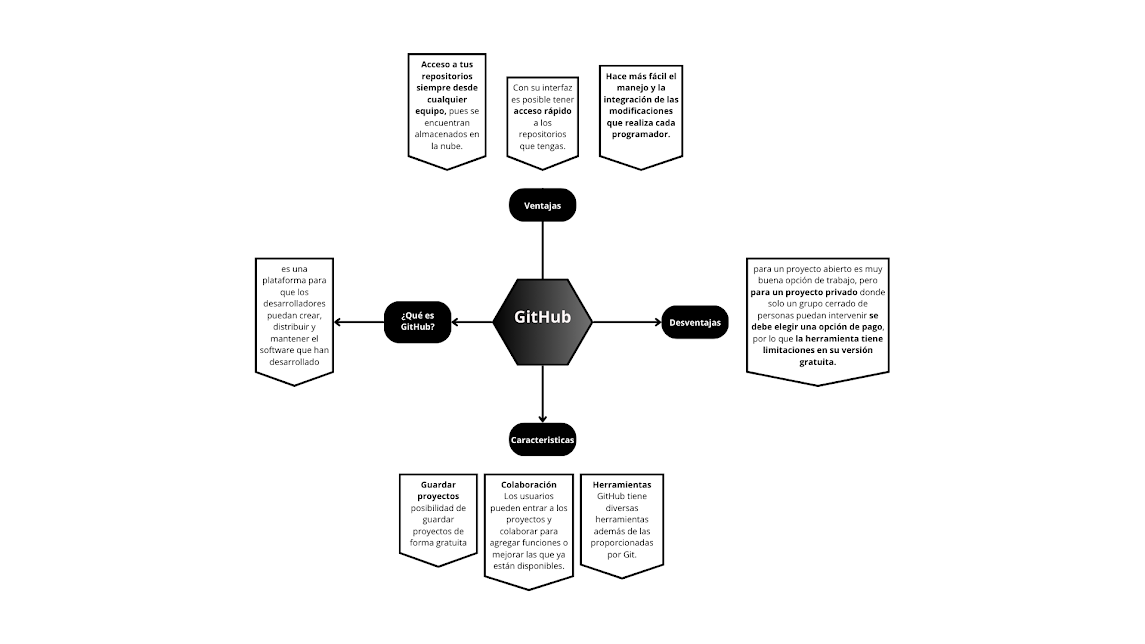 Acceso a tus
repositorios
siempre desde
cualquier
equipo, pues se
encuentran
almacenados en
la nube.
Con su interfaz
es posible tener
acceso rápido
a los
repositorios
que tengas.
Hace más fácil el
manejo y la
integración de las
modificaciones
que realiza cada
programador.
Ventajas
es una
plataforma para
que los
desarrolladores
puedan crear,
distribuir y
mantener el
software que han
desarrollado
¿Qué es
GitHub?
GitHub
Desventajas
para un proyecto abierto es muy
buena opción de trabajo, pero
para un proyecto privado donde
solo un grupo cerrado de
personas puedan intervenir se
debe elegir una opción de pago,
por lo que la herramienta tiene
limitaciones en su versión
gratuita.
Caracteristicas
Guardar
proyectos
posibilidad de
guardar
proyectos de
forma gratuita
Colaboración
Los usuarios
pueden entrar a los
proyectos y
colaborar para
agregar funciones o
mejorar las que ya
están disponibles.
Herramientas
GitHub tiene
diversas
herramientas
además de las
proporcionadas
por Git.